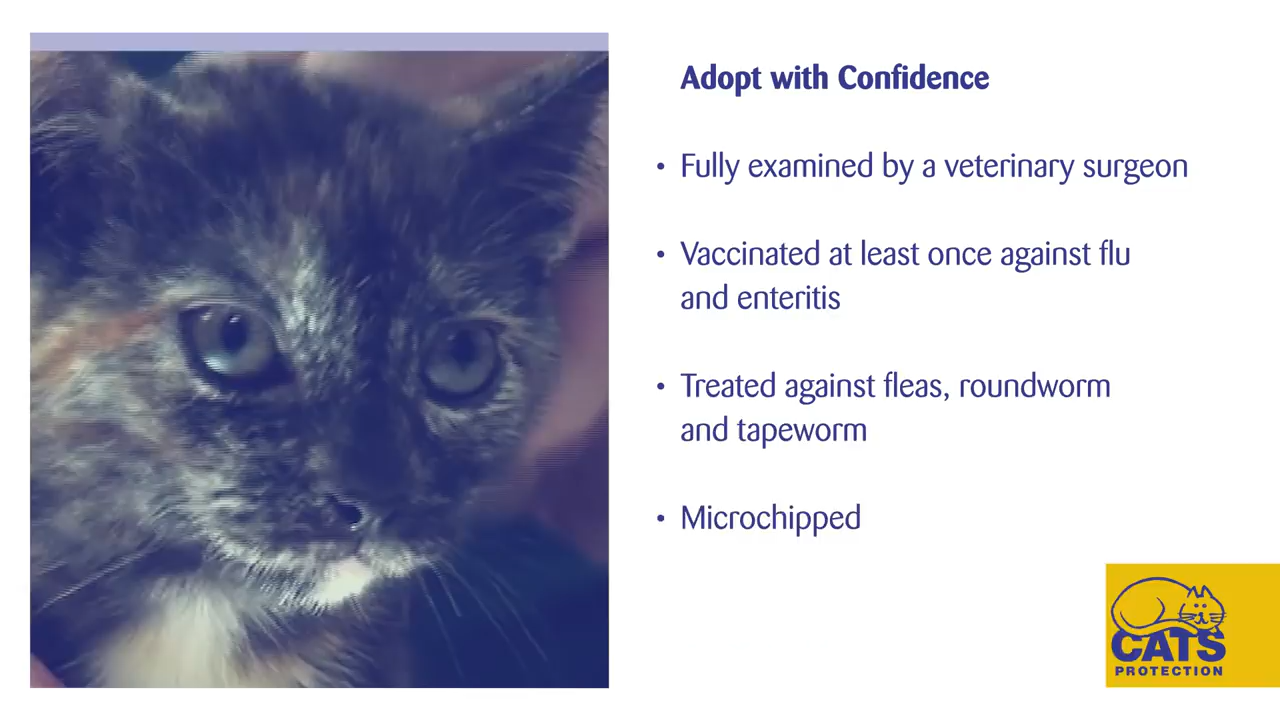 Adopt with Confidence
• Fully examined by a veterinary surgeon
• Vaccinated at least once against flu
and enteritis
• Treated against fleas, roundworm
and tapeworm
• Microchipped
CATS
PROTECTION